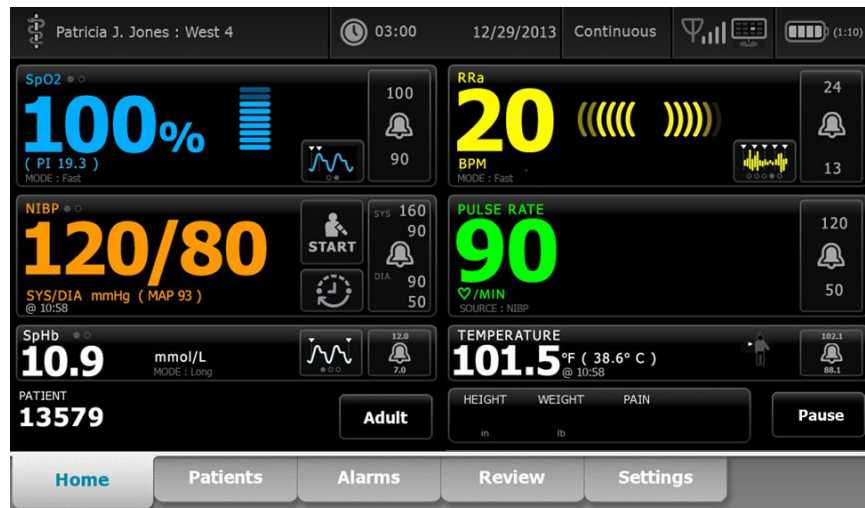 Patricia J. Jones : West 4
03:00
12/29/2013
Continuous
(1:10)
SpO2
100%
( PI 19.3 )
MODE : Fast
100
90
RRa
20
BPM
MODE : Fast
24
13
NIBP
120/80
SYS/DIA mmHg ( MAP 93 )
@ 10:58
START
SYS 160
90
DIA 90
50
PULSE RATE
90
/MIN
SOURCE : NIBP
120
50
SpHb
10.9 mmol/L
MODE : Long
12.0
7.0
TEMPERATURE
101.5 °F ( 38.6° C )
@ 10:58
102.1
88.1
PATIENT
13579
Adult
HEIGHT WEIGHT PAIN
in lb
Pause
Home
Patients
Alarms
Review
Settings